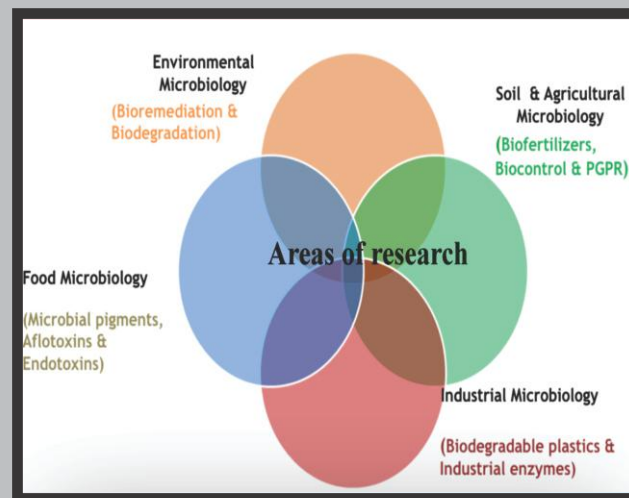 Environmental
Microbiology
(Bioremediation &
Biodegradation)
Soil & Agricultural
Microbiology
(Biofertilizers,
Biocontrol & PGPR)
Areas of research
Food Microbiology
(Microbial pigments,
Aflotoxins &
Endotoxins)
Industrial Microbiology
(Biodegradable plastics &
Industrial enzymes)